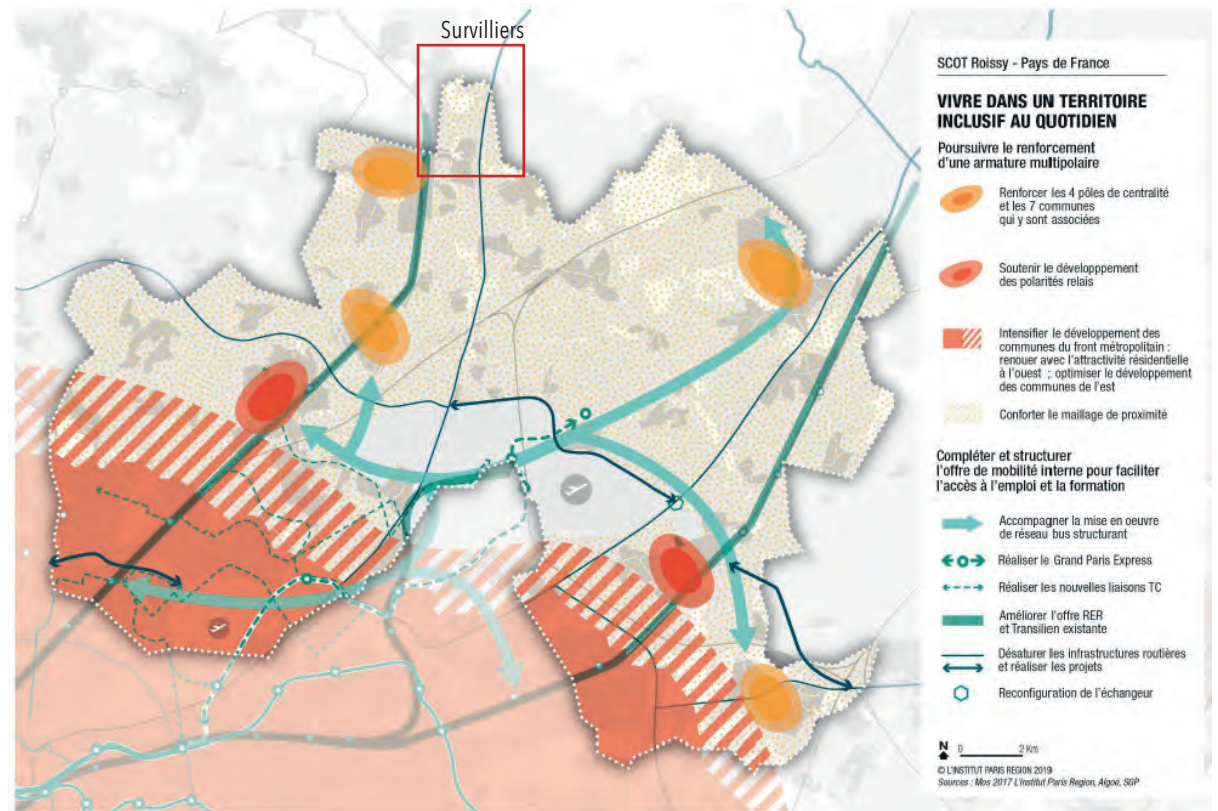 Survilliers
SCOT Roissy - Pays de France
VIVRE DANS UN TERRITOIRE
INCLUSIF AU QUOTIDIEN
Poursuivre le renforcement
d'une armature multipolaire
Renforcer les 4 pôles de centralité
et les 7 communes
qui y sont associées
Soutenir le développpement
des polarités relais
Intensifier le développement des
communes du front métropolitain :
renouer avec l'attractivité résidentielle
à l'ouest ; optimiser le développement
des communes de l'est
Conforter le maillage de proximité
Compléter et structurer
l'offre de mobilité interne pour faciliter
l'accès à l'emploi et la formation
Accompagner la mise en oeuvre
de réseau bus structurant
Réaliser le Grand Paris Express
Réaliser les nouvelles liaisons TC
Améliorer l'offre RER
et Transilien existante
Désaturer les infrastructures routières
et réaliser les projets
Reconfiguration de l'échangeur
N 0 2 Km
© L'INSTITUT PARIS REGION 2019
Sources : Mos 2017 L'Institut Paris Region, Algoé, SGP